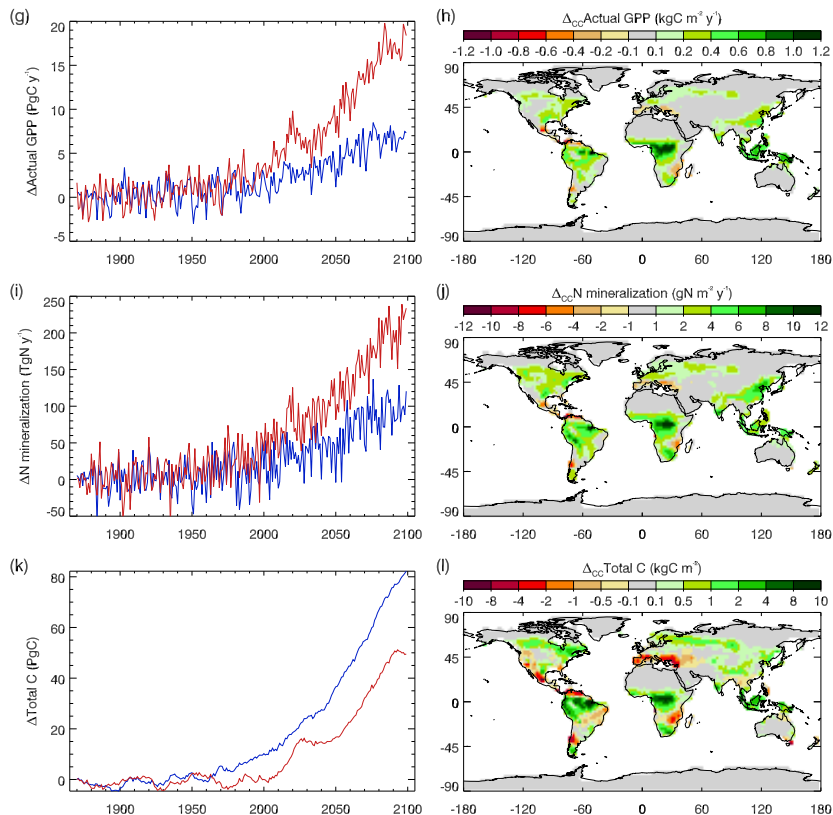 (g)
20
15
10
5
0
-5
ΔActual GPP (PgC y⁻¹)
1900 1950 2000 2050 2100
(h)
Δ_CC Actual GPP (kgC m⁻² y⁻¹)
-1.2 -1.0 -0.8 -0.6 -0.4 -0.2 -0.1 0.1 0.2 0.4 0.6 0.8 1.0 1.2
90
45
0
-45
-90
-180 -120 -60 0 60 120 180
(i)
250
200
150
100
50
0
-50
ΔN mineralization (TgN y⁻¹)
1900 1950 2000 2050 2100
(j)
Δ_CC N mineralization (gN m⁻² y⁻¹)
-12 -10 -8 -6 -4 -2 -1 1 2 4 6 8 10 12
90
45
0
-45
-90
-180 -120 -60 0 60 120 180
(k)
80
60
40
20
0
ΔTotal C (PgC)
1900 1950 2000 2050 2100
(l)
Δ_CC Total C (kgC m⁻²)
-10 -8 -4 -2 -1 -0.5 -0.1 0.1 0.5 1 2 4 8 10
90
45
0
-45
-90
-180 -120 -60 0 60 120 180